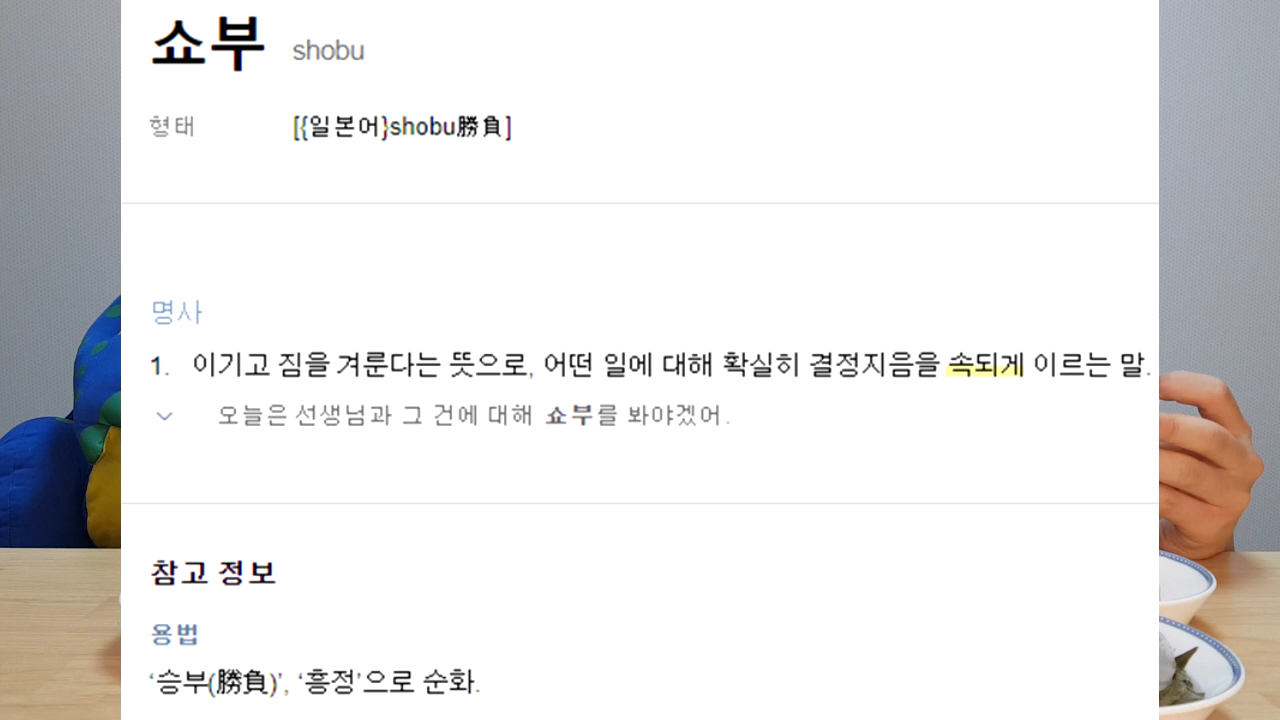 쇼부 shobu
형태 [{일본어}shobu勝負]
명사
1. 이기고 짐을 겨룬다는 뜻으로, 어떤 일에 대해 확실히 결정지음을 속되게 이르는 말.
오늘은 선생님과 그 건에 대해 쇼부를 봐야겠어.
참고 정보
용법
‘승부(勝負)’, ‘흥정’으로 순화.